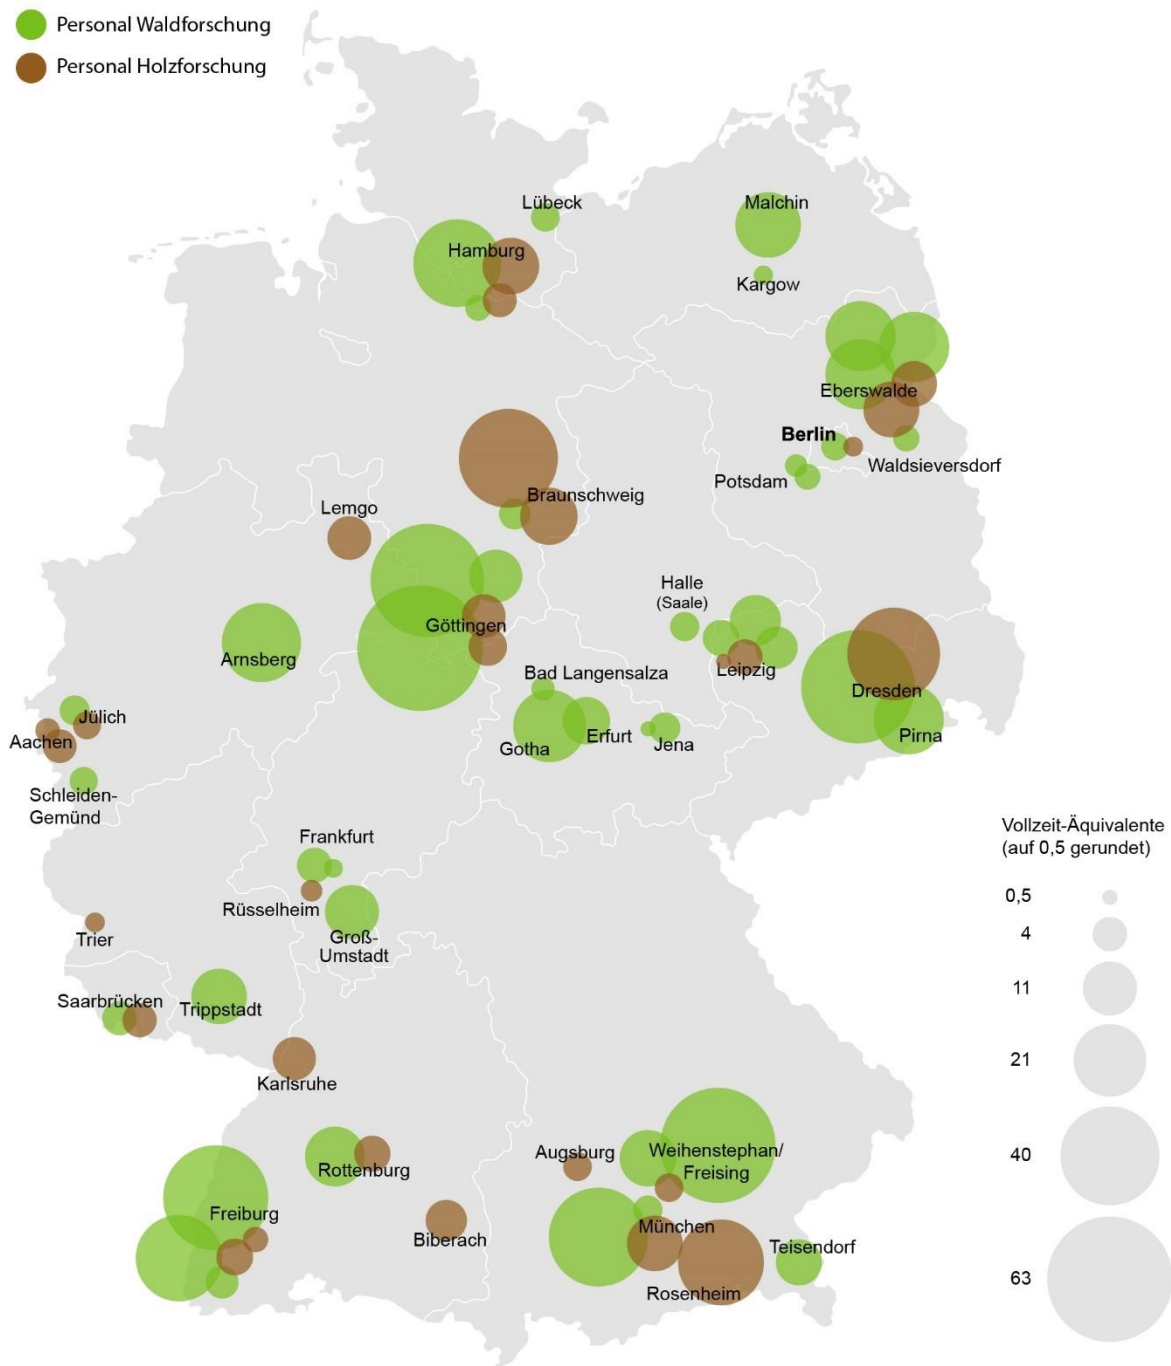 Personal Waldforschung
Personal Holzforschung
Lübeck
Malchin
Hamburg
Kargow
Eberswalde
Berlin
Waldsieversdorf
Potsdam
Braunschweig
Lemgo
Halle
(Saale)
Göttingen
Arnsberg
Leipzig
Bad Langensalza
Dresden
Jülich
Erfurt
Pirna
Aachen
Gotha
Jena
Schleiden-
Gemünd
Frankfurt
Rüsselheim
Groß-
Umstadt
Trier
Saarbrücken
Trippstadt
Karlsruhe
Augsburg
Weihenstephan/
Freising
Rottenburg
Freiburg
Biberach
München
Teisendorf
Rosenheim
Vollzeit-Äquivalente
(auf 0,5 gerundet)
0,5
4
11
21
40
63